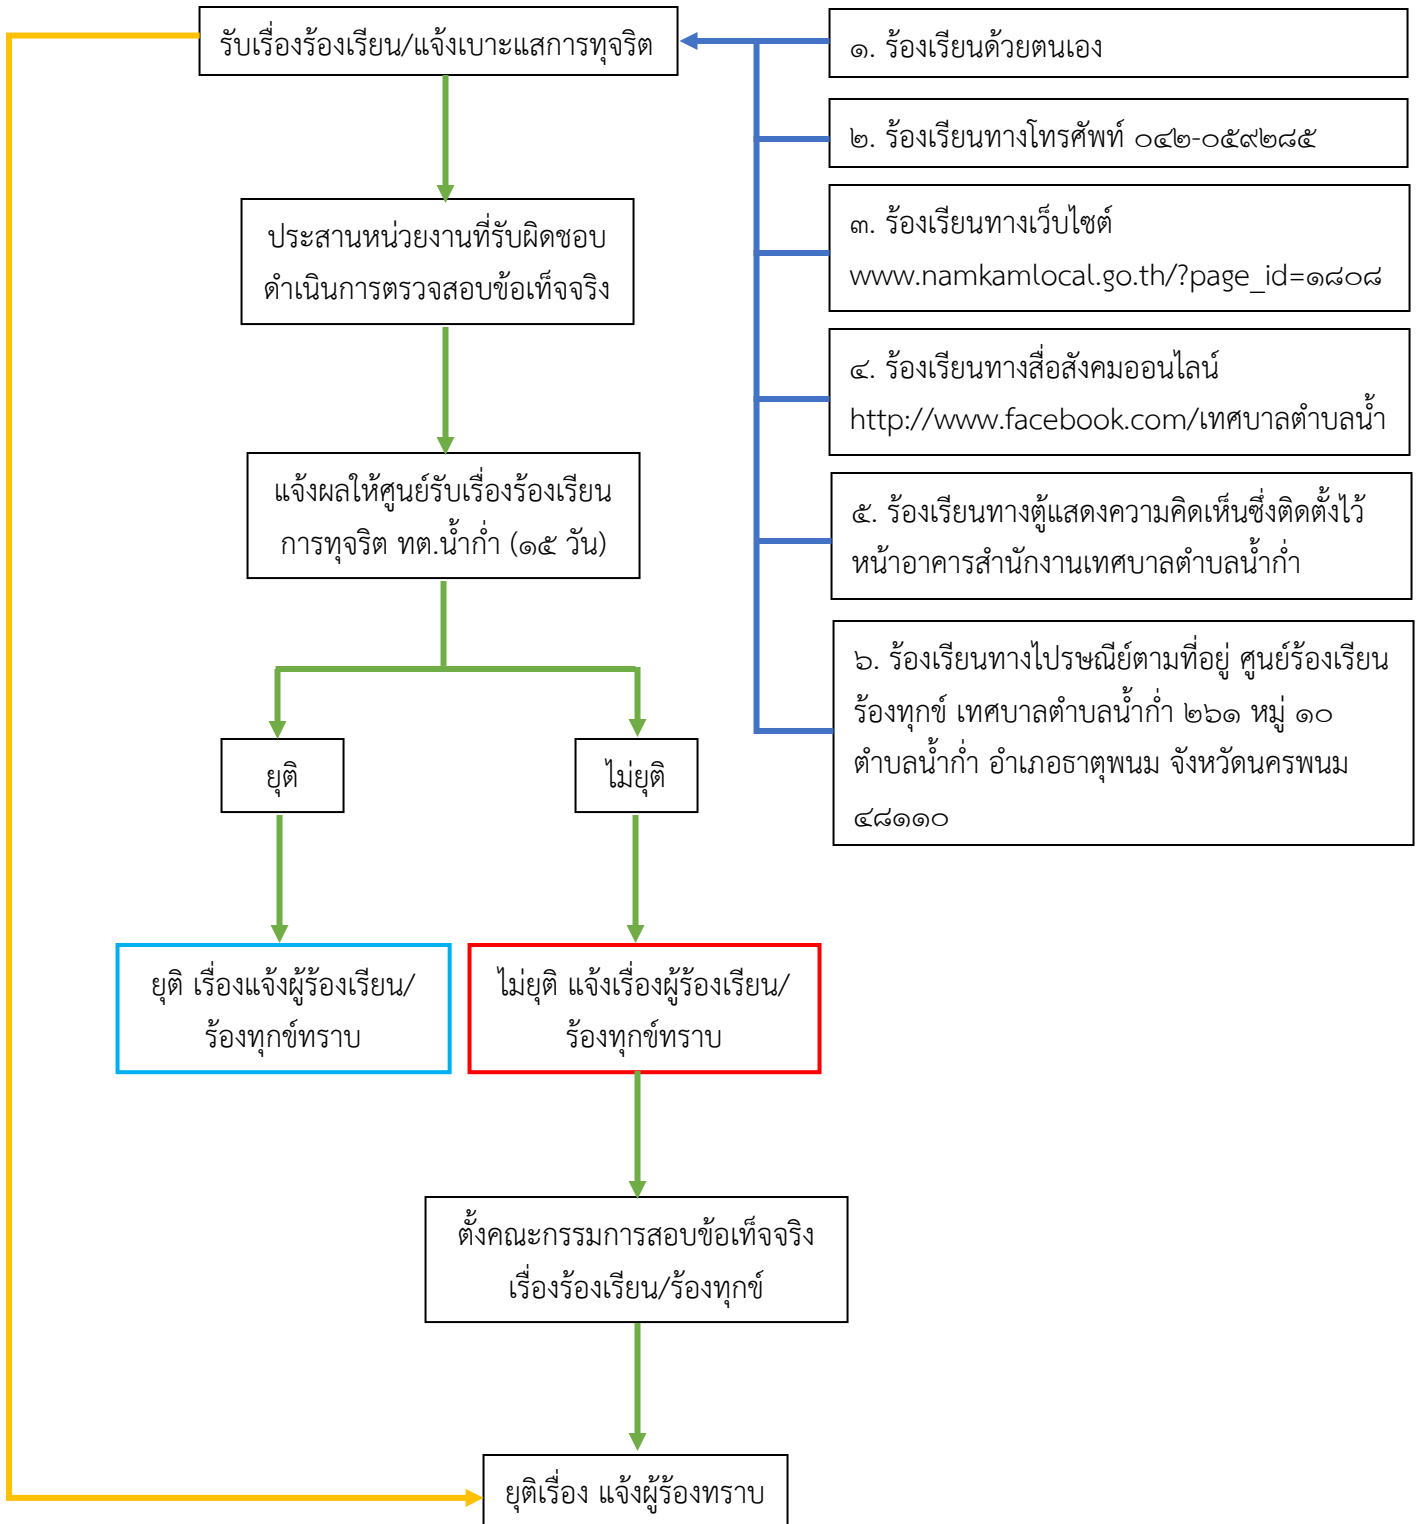 รับเรื่องร้องเรียน/แจ้งเบาะแสการทุจริต
๑. ร้องเรียนด้วยตนเอง
๒. ร้องเรียนทางโทรศัพท์ ๐๔๒-๐๕๙๒๘๕
๓. ร้องเรียนทางเว็บไซต์
www.namkamlocal.go.th/?page_id=๑๘๐๘
๔. ร้องเรียนทางสื่อสังคมออนไลน์
http://www.facebook.com/เทศบาลตำบลน้ำ
๕. ร้องเรียนทางตู้แสดงความคิดเห็นซึ่งติดตั้งไว้
หน้าอาคารสำนักงานเทศบาลตำบลน้ำก่ำ
๖. ร้องเรียนทางไปรษณีย์ตามที่อยู่ ศูนย์ร้องเรียน
ร้องทุกข์ เทศบาลตำบลน้ำก่ำ ๒๖๑ หมู่ ๑๐
ตำบลน้ำก่ำ อำเภอธาตุพนม จังหวัดนครพนม
๔๘๑๑๐
ประสานหน่วยงานที่รับผิดชอบ
ดำเนินการตรวจสอบข้อเท็จจริง
แจ้งผลให้ศูนย์รับเรื่องร้องเรียน
การทุจริต ทต.น้ำก่ำ (๑๕ วัน)
ยุติ
ไม่ยุติ
ยุติ เรื่องแจ้งผู้ร้องเรียน/
ร้องทุกข์ทราบ
ไม่ยุติ แจ้งเรื่องผู้ร้องเรียน/
ร้องทุกข์ทราบ
ตั้งคณะกรรมการสอบข้อเท็จจริง
เรื่องร้องเรียน/ร้องทุกข์
ยุติเรื่อง แจ้งผู้ร้องทราบ